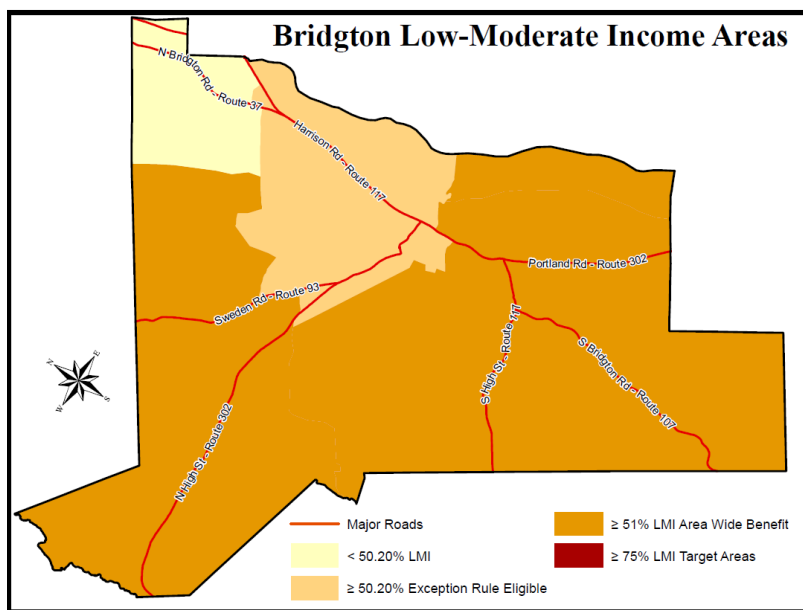 Bridgton Low-Moderate Income Areas
N Bridgton Rd - Route 37
Harrison Rd - Route 117
Portland Rd - Route 302
Sweden Rd - Route 93
S High St - Route 117
S Bridgton Rd - Route 107
N High St - Route 302
N
E
W
S
Major Roads
< 50.20% LMI
≥ 50.20% Exception Rule Eligible
≥ 51% LMI Area Wide Benefit
≥ 75% LMI Target Areas